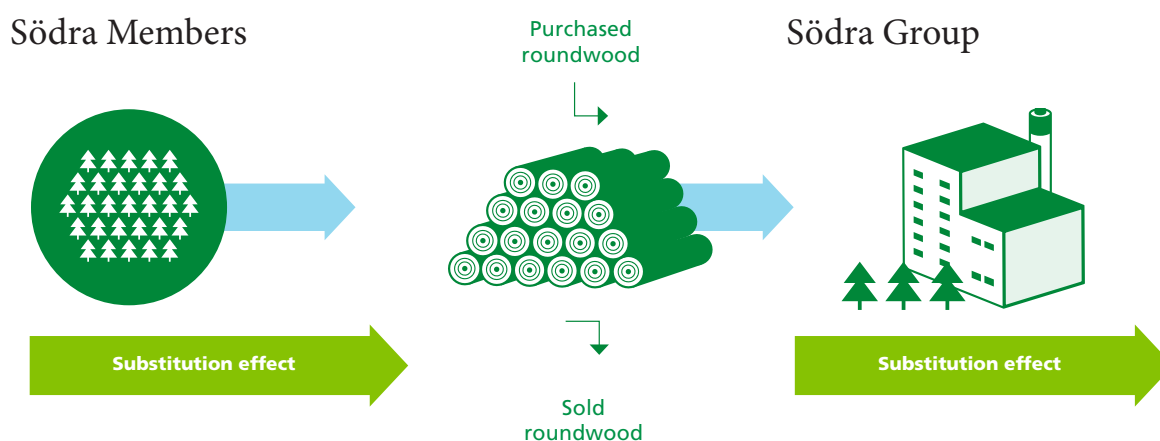 Södra Members
Purchased
roundwood
Södra Group
Substitution effect
Sold
roundwood
Substitution effect